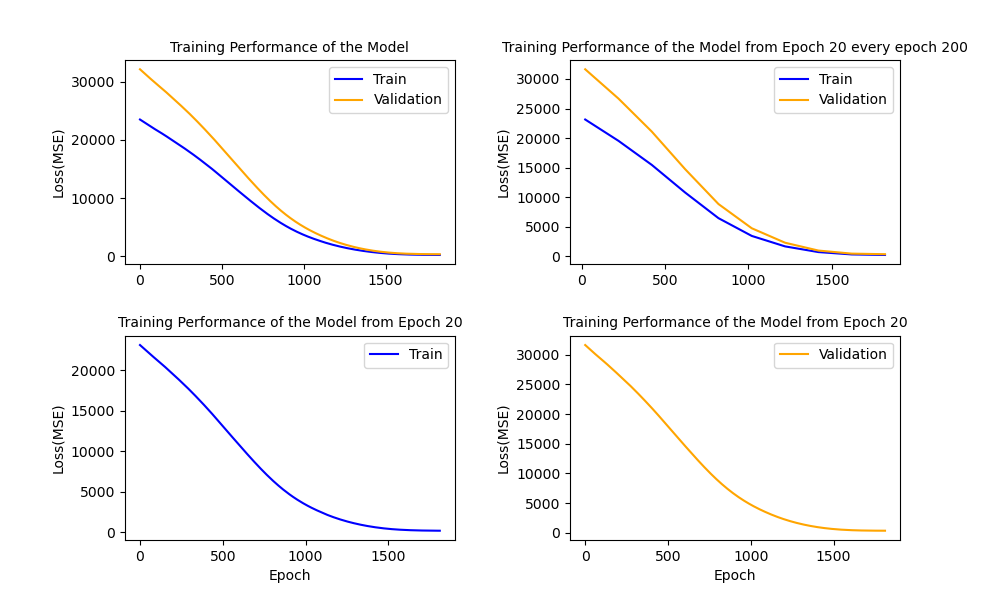 Training Performance of the Model
Loss(MSE)
30000
20000
10000
0
0 500 1000 1500
Train
Validation
Training Performance of the Model from Epoch 20 every epoch 200
Loss(MSE)
30000
25000
20000
15000
10000
5000
0
0 500 1000 1500
Train
Validation
Training Performance of the Model from Epoch 20
Loss(MSE)
20000
15000
10000
5000
0
0 500 1000 1500
Epoch
Train
Training Performance of the Model from Epoch 20
Loss(MSE)
30000
25000
20000
15000
10000
5000
0
0 500 1000 1500
Epoch
Validation